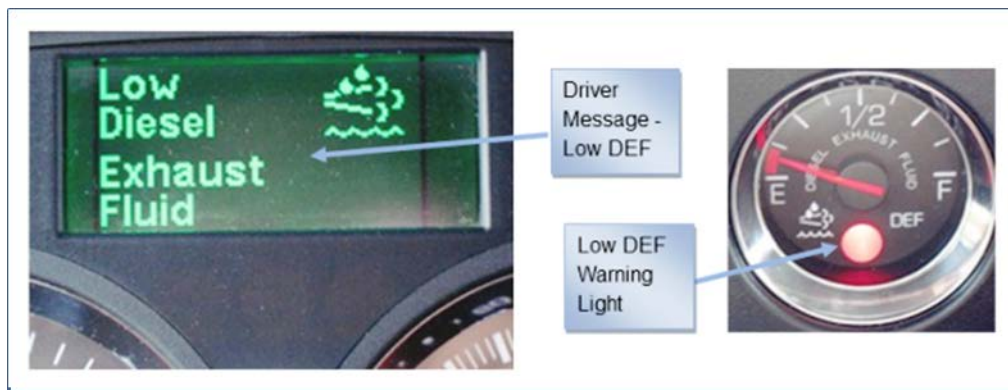 Low
Diesel
Exhaust
Fluid
Driver
Message -
Low DEF
Low DEF
Warning
Light
1/2
DIESEL EXHAUST FLUID
E
F
DEF